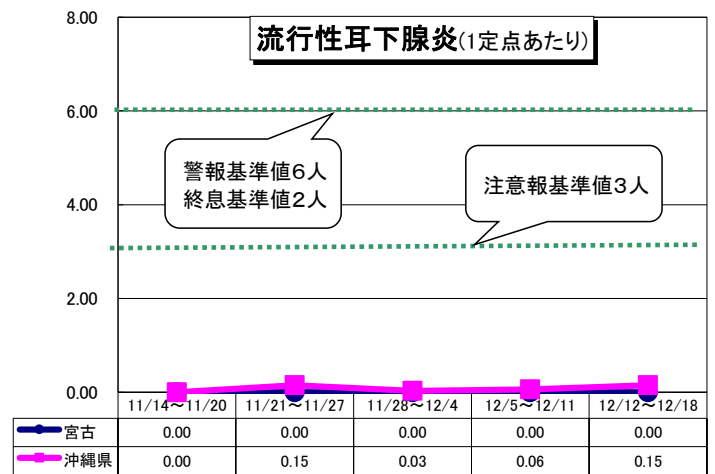 流行性耳下腺炎(1定点あたり)
8.00
6.00
警報基準値6人
終息基準値2人
注意報基準値3人
4.00
2.00
0.00
11/14～11/20 11/21～11/27 11/28～12/4 12/5～12/11 12/12～12/18
宮古 0.00 0.00 0.00 0.00 0.00
沖縄県 0.00 0.15 0.03 0.06 0.15